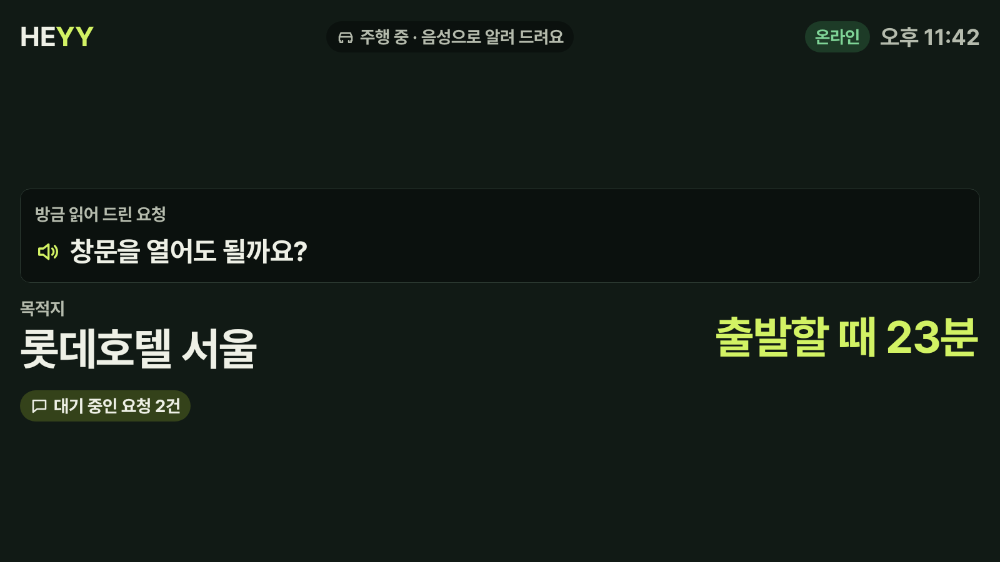 HEYY
주행 중 · 음성으로 알려 드려요
온라인
오후 11:42
방금 읽어 드린 요청
창문을 열어도 될까요?
목적지
롯데호텔 서울
출발할 때 23분
대기 중인 요청 2건